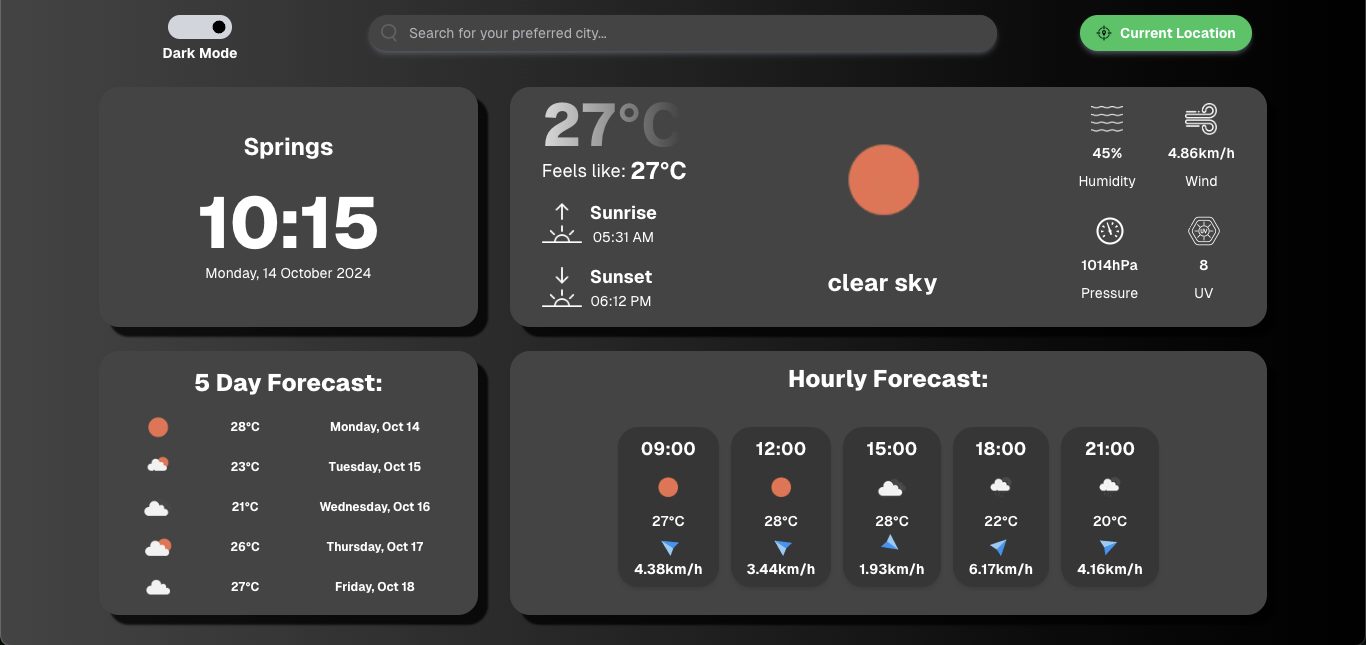 Dark Mode
Search for your preferred city...
Current Location
Springs
10:15
Monday, 14 October 2024
27°C
Feels like: 27°C
Sunrise
05:31 AM
Sunset
06:12 PM
clear sky
45%
Humidity
4.86km/h
Wind
1014hPa
Pressure
UV
8
UV
5 Day Forecast:
28°C Monday, Oct 14
23°C Tuesday, Oct 15
21°C Wednesday, Oct 16
26°C Thursday, Oct 17
27°C Friday, Oct 18
Hourly Forecast:
09:00
27°C
4.38km/h
12:00
28°C
3.44km/h
15:00
28°C
1.93km/h
18:00
22°C
6.17km/h
21:00
20°C
4.16km/h